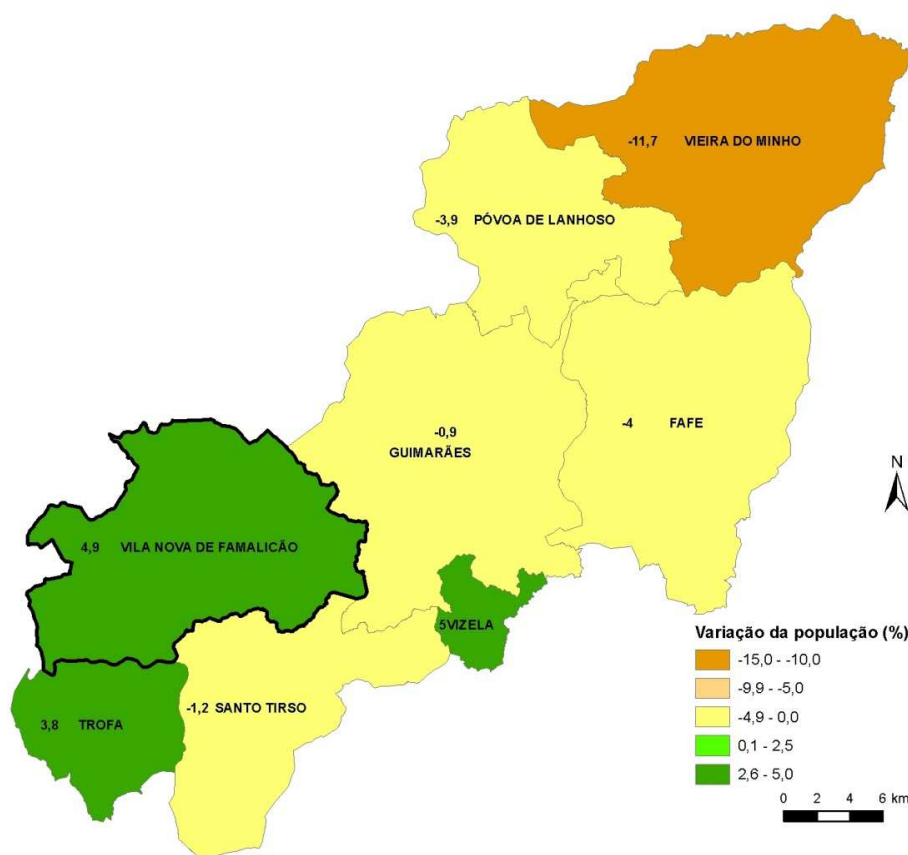 -11,7 VIEIRA DO MINHO
-3,9 PÓVOA DE LANHOSO
-4 FAFE
-0,9
GUIMARÃES
N
4,9 VILA NOVA DE FAMALICÃO
5 VIZELA
-1,2 SANTO TIRSO
3,8 TROFA
Variação da população (%)
-15,0 - -10,0
-9,9 - -5,0
-4,9 - 0,0
0,1 - 2,5
2,6 - 5,0
0 2 4 6 km